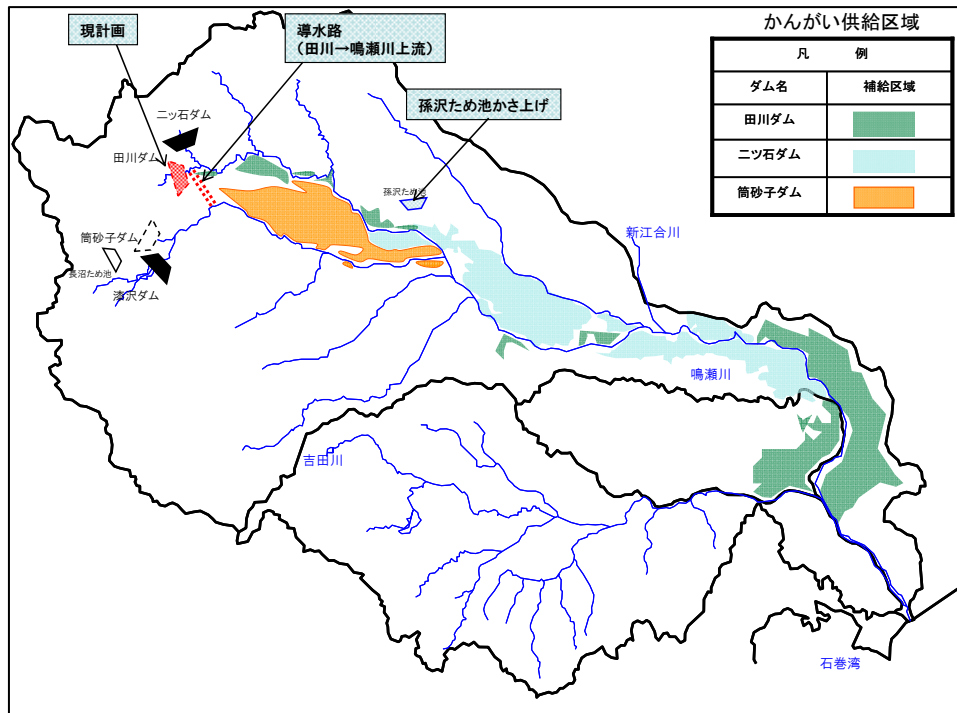 かんがい供給区域
凡 例
ダム名 補給区域
田川ダム
二ツ石ダム
筒砂子ダム
現計画
導水路
（田川→鳴瀬川上流）
孫沢ため池かさ上げ
二ッ石ダム
田川ダム
孫沢ため池
筒砂子ダム
長沼ため池
漆沢ダム
新江合川
鳴瀬川
吉田川
石巻湾